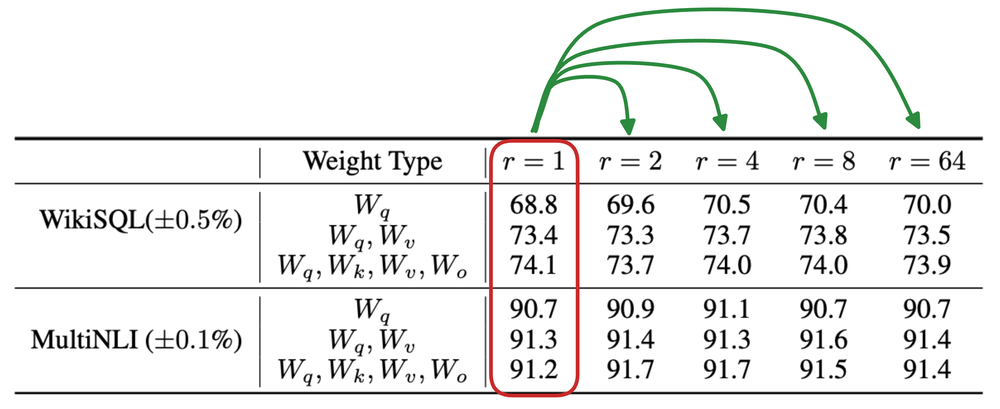 Weight Type r = 1 r = 2 r = 4 r = 8 r = 64
WikiSQL(±0.5%)
W_q 68.8 69.6 70.5 70.4 70.0
W_q, W_v 73.4 73.3 73.7 73.8 73.5
W_q, W_k, W_v, W_o 74.1 73.7 74.0 74.0 73.9
MultiNLI (±0.1%)
W_q 90.7 90.9 91.1 90.7 90.7
W_q, W_v 91.3 91.4 91.3 91.6 91.4
W_q, W_k, W_v, W_o 91.2 91.7 91.7 91.5 91.4